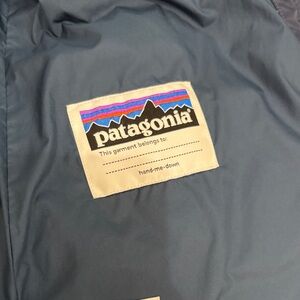 patagonia®
This garment belongs to:
hand-me-down